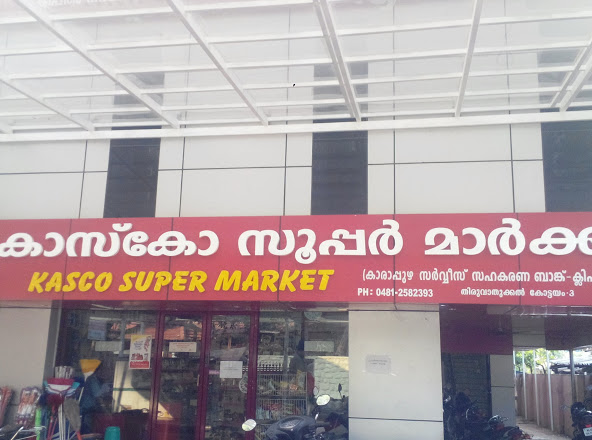 കാസ്കോ സൂപ്പർ മാർക്ക
KASCO SUPER MARKET
(കാരാപ്പുഴ സർവ്വീസ് സഹകരണ ബാങ്ക്-ക്ലിപ്
PH: 0481-2582393 തിരുവാതുക്കൽ കോട്ടയം-3